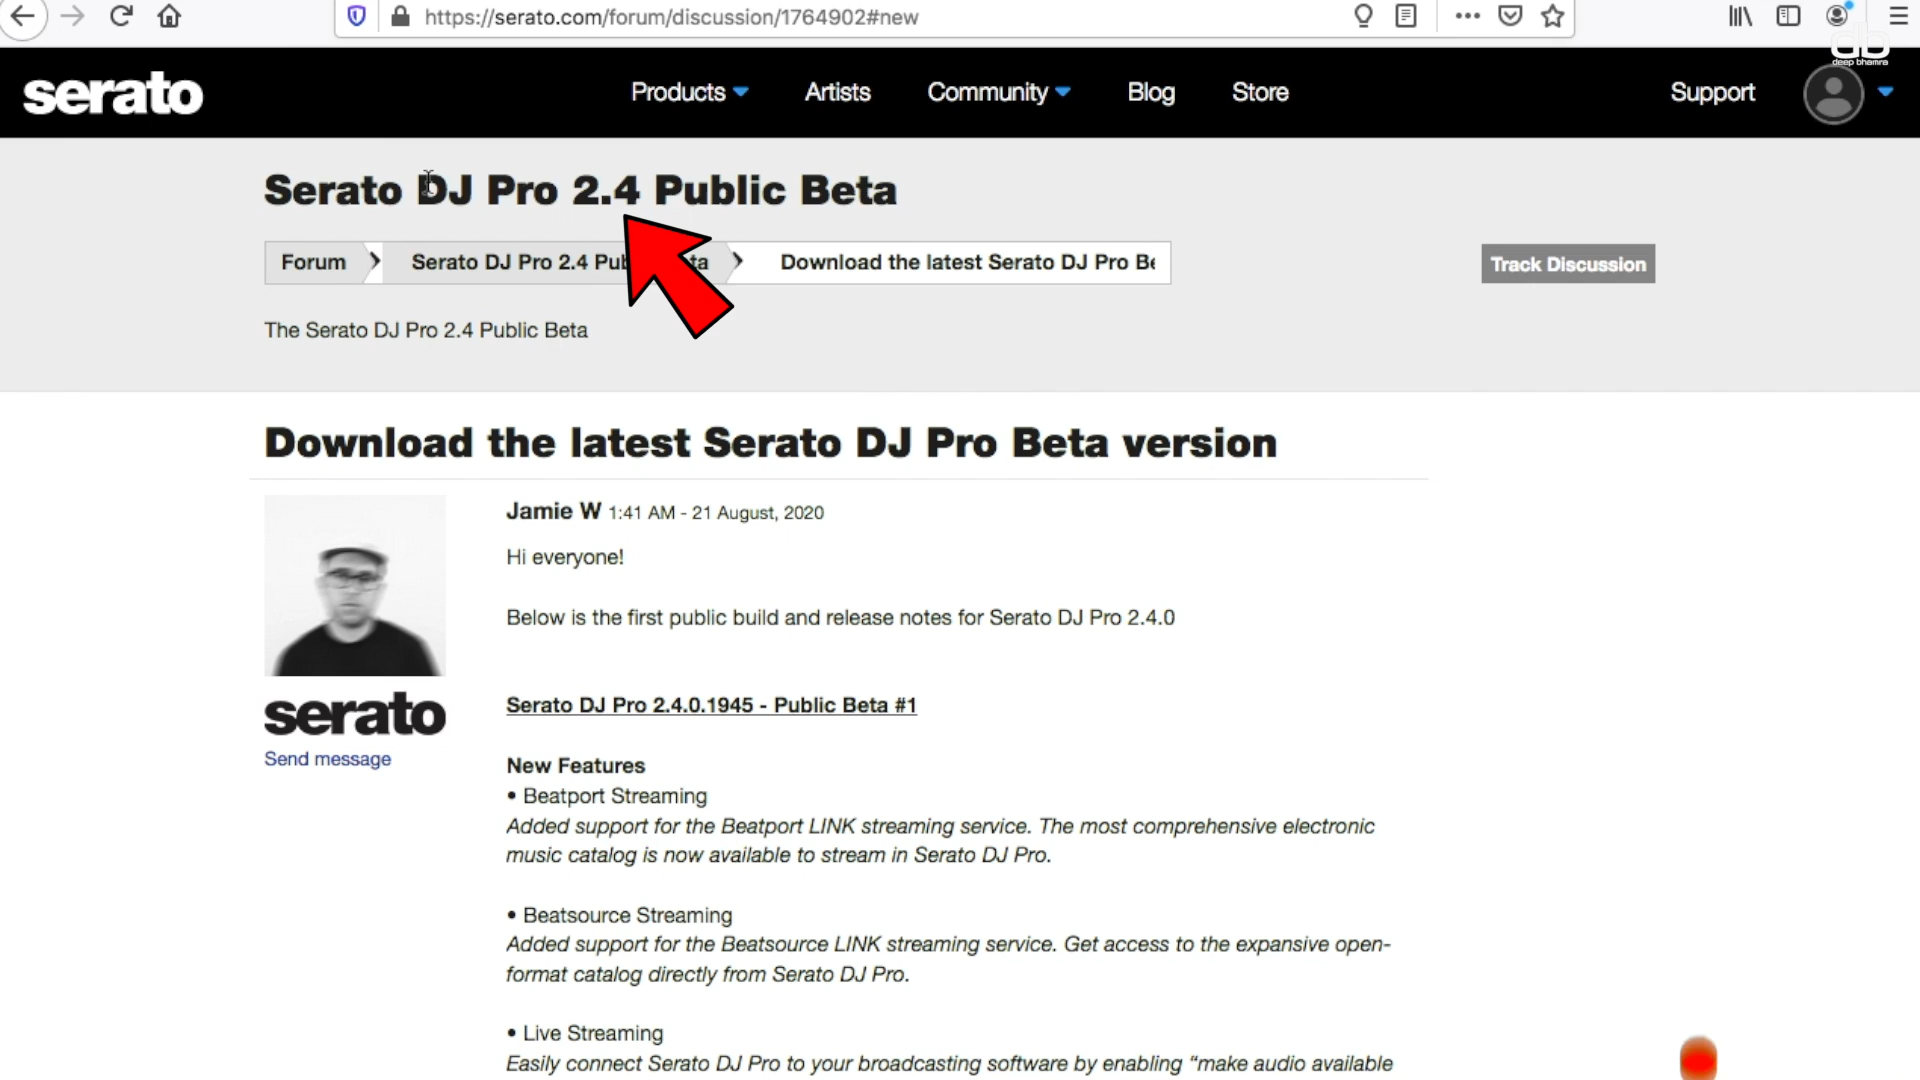 https://serato.com/forum/discussion/1764902#new
db
deep bhamra
serato
Products
Artists
Community
Blog
Store
Support
Serato DJ Pro 2.4 Public Beta
Forum
Serato DJ Pro 2.4 Pub ta
Download the latest Serato DJ Pro Be
Track Discussion
The Serato DJ Pro 2.4 Public Beta
Download the latest Serato DJ Pro Beta version
Jamie W 1:41 AM - 21 August, 2020
Hi everyone!
Below is the first public build and release notes for Serato DJ Pro 2.4.0
serato
Send message
Serato DJ Pro 2.4.0.1945 - Public Beta #1
New Features
• Beatport Streaming
Added support for the Beatport LINK streaming service. The most comprehensive electronic
music catalog is now available to stream in Serato DJ Pro.
• Beatsource Streaming
Added support for the Beatsource LINK streaming service. Get access to the expansive open-
format catalog directly from Serato DJ Pro.
• Live Streaming
Easily connect Serato DJ Pro to your broadcasting software by enabling “make audio available